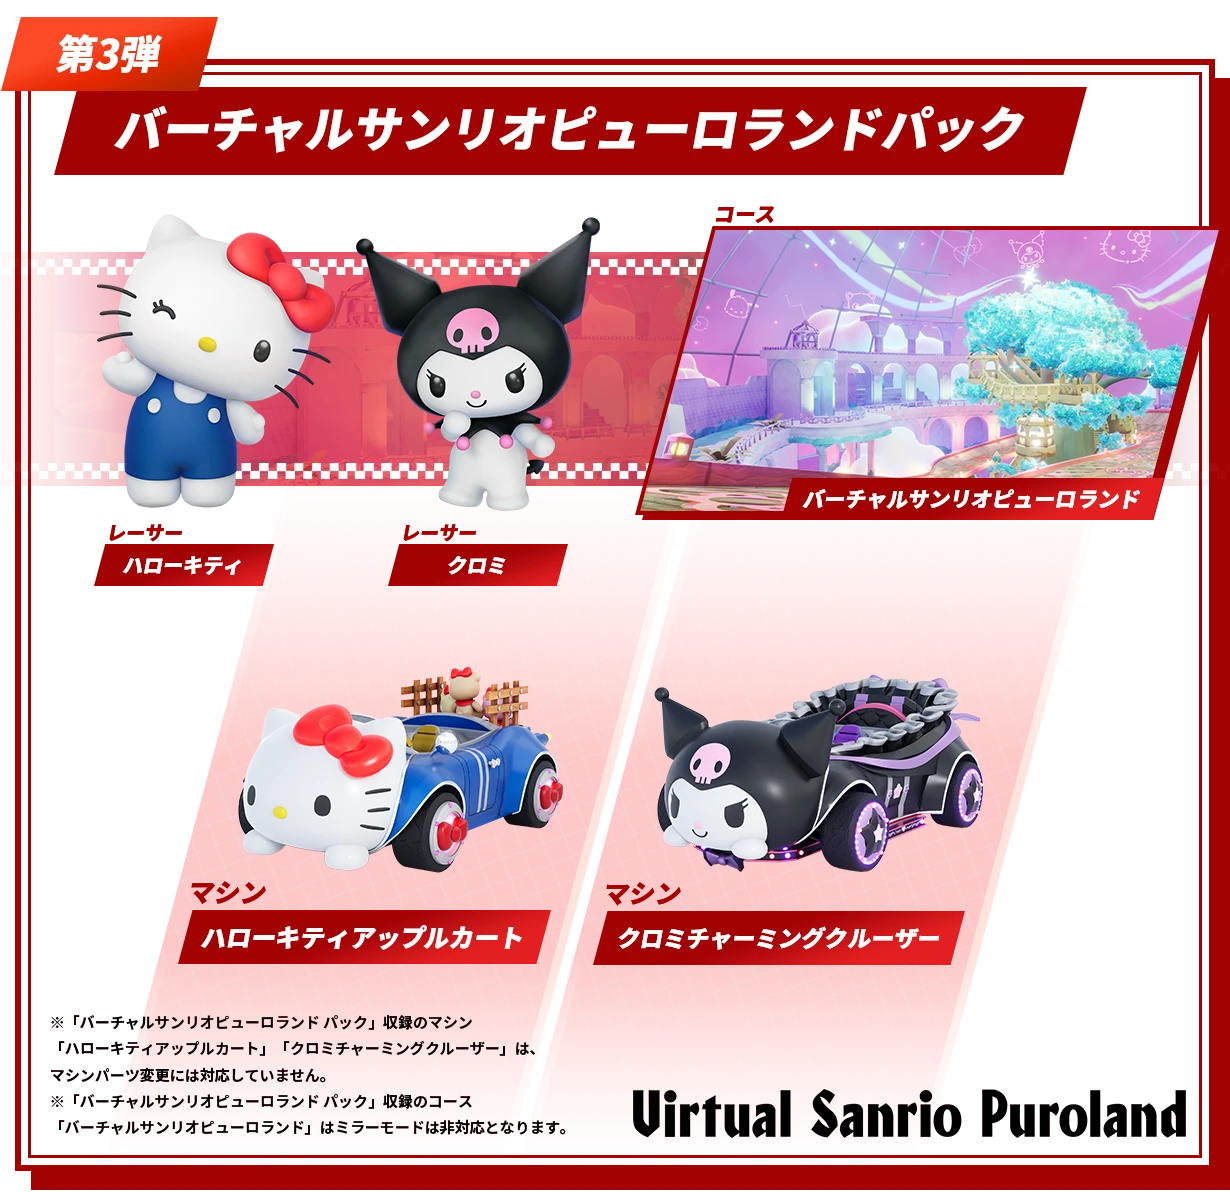 第3弾
バーチャルサンリオピューロランドパック
コース
バーチャルサンリオピューロランド
レーサー
ハローキティ
レーサー
クロミ
マシン
ハローキティアップルカート
マシン
クロミチャーミングクルーザー
※「バーチャルサンリオピューロランド パック」収録のマシン
「ハローキティアップルカート」「クロミチャーミングクルーザー」は、
マシンパーツ変更には対応していません。
※「バーチャルサンリオピューロランド パック」収録のコース
「バーチャルサンリオピューロランド」はミラーモードは非対応となります。
Virtual Sanrio Puroland